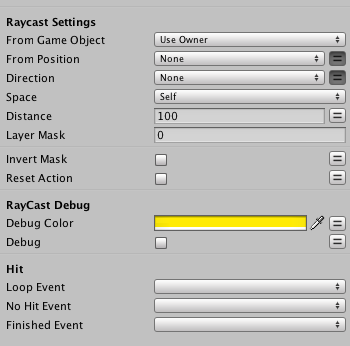 Raycast Settings
From Game Object Use Owner
From Position None
Direction None
Space Self
Distance 100
Layer Mask 0
Invert Mask
Reset Action
RayCast Debug
Debug Color
Debug
Hit
Loop Event
No Hit Event
Finished Event